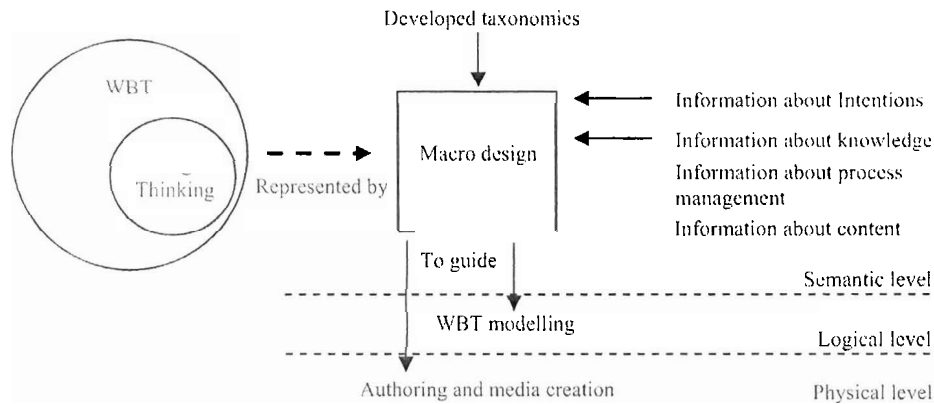 Developed taxonomies
WBT
Thinking
Represented by
Macro design
Information about Intentions
Information about knowledge
Information about process
management
Information about content
To guide
Semantic level
WBT modelling
Logical level
Authoring and media creation
Physical level